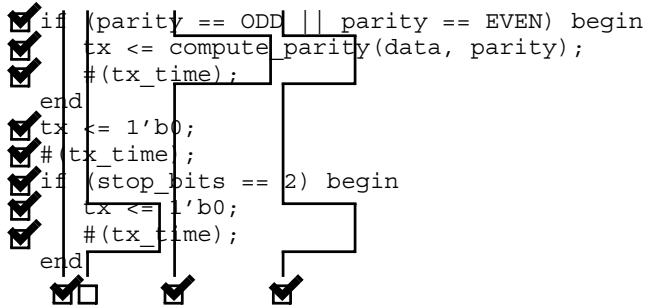 if (parity == ODD || parity == EVEN) begin
tx <= compute_parity(data, parity);
#(tx_time);
end
tx <= 1'b0;
#(tx_time);
if (stop_bits == 2) begin
tx <= 1'b0;
#(tx_time);
end